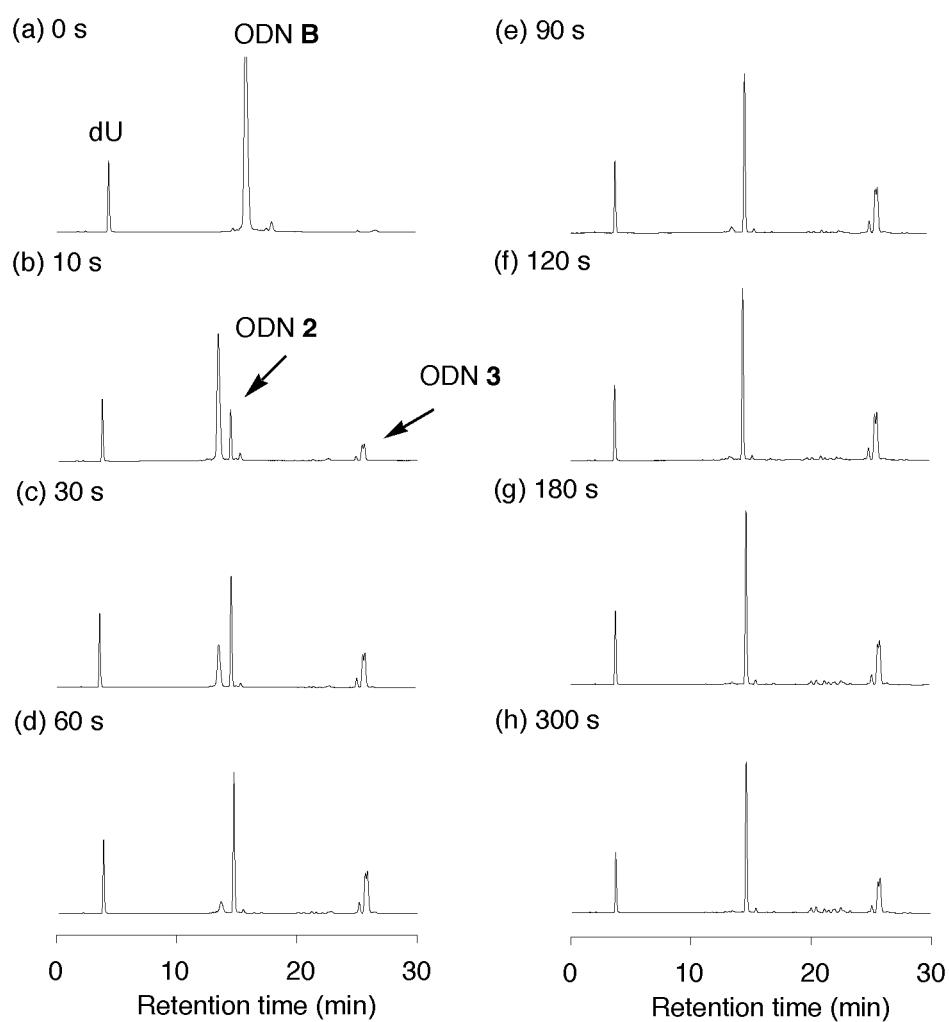 (a) 0 s
ODN B
dU
(b) 10 s
ODN 2
ODN 3
(c) 30 s
(d) 60 s
0 10 20 30
Retention time (min)
(e) 90 s
(f) 120 s
(g) 180 s
(h) 300 s
0 10 20 30
Retention time (min)